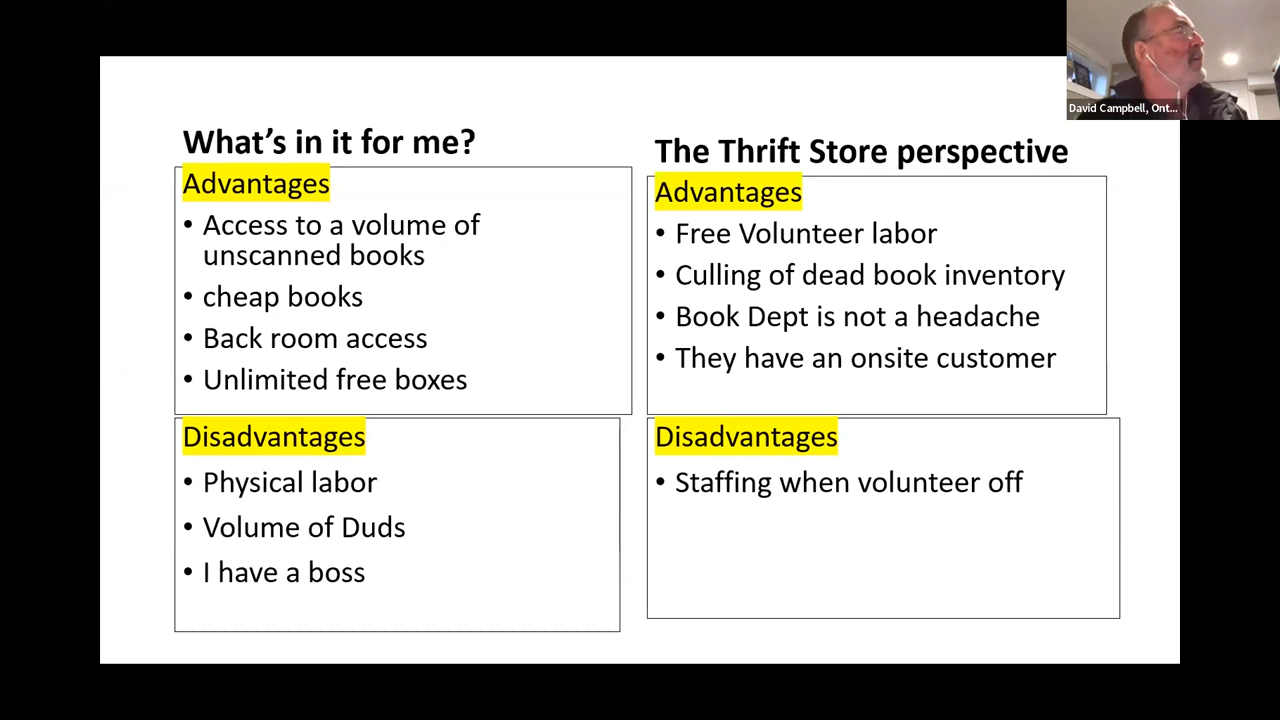 What's in it for me?
Advantages
• Access to a volume of
unscanned books
• cheap books
• Back room access
• Unlimited free boxes
Disadvantages
• Physical labor
• Volume of Duds
• I have a boss
The Thrift Store perspective
Advantages
• Free Volunteer labor
• Culling of dead book inventory
• Book Dept is not a headache
• They have an onsite customer
Disadvantages
• Staffing when volunteer off
David Campbell, Ont...